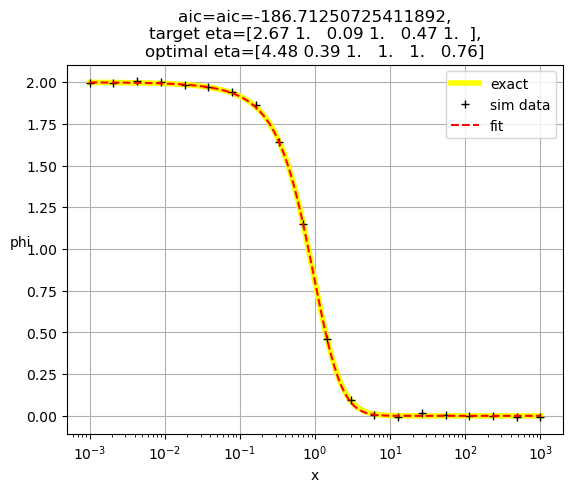 aic=aic=-186.71250725411892,
target eta=[2.67 1.   0.09 1.   0.47 1.  ],
optimal eta=[4.48 0.39 1.   1.   1.   0.76]
exact
sim data
fit
2.00
1.75
1.50
1.25
phi
1.00
0.75
0.50
0.25
0.00
10⁻³
10⁻²
10⁻¹
10⁰
10¹
10²
10³
x